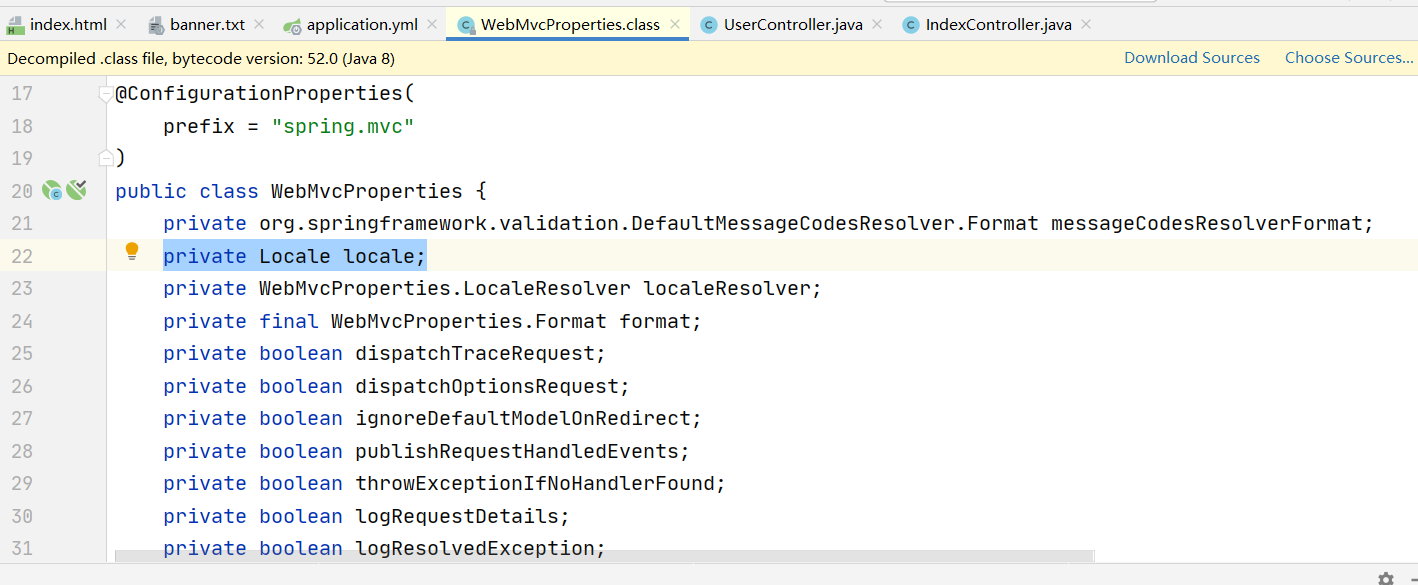 index.html banner.txt application.yml WebMvcProperties.class UserController.java IndexController.java
Decompiled .class file, bytecode version: 52.0 (Java 8) Download Sources Choose Sources...
17 @ConfigurationProperties(
18 prefix = "spring.mvc"
19 )
20 public class WebMvcProperties {
21 private org.springframework.validation.DefaultMessageCodesResolver.Format messageCodesResolverFormat;
22 private Locale locale;
23 private WebMvcProperties.LocaleResolver localeResolver;
24 private final WebMvcProperties.Format format;
25 private boolean dispatchTraceRequest;
26 private boolean dispatchOptionsRequest;
27 private boolean ignoreDefaultModelOnRedirect;
28 private boolean publishRequestHandledEvents;
29 private boolean throwExceptionIfNoHandlerFound;
30 private boolean logRequestDetails;
31 private boolean logResolvedException;